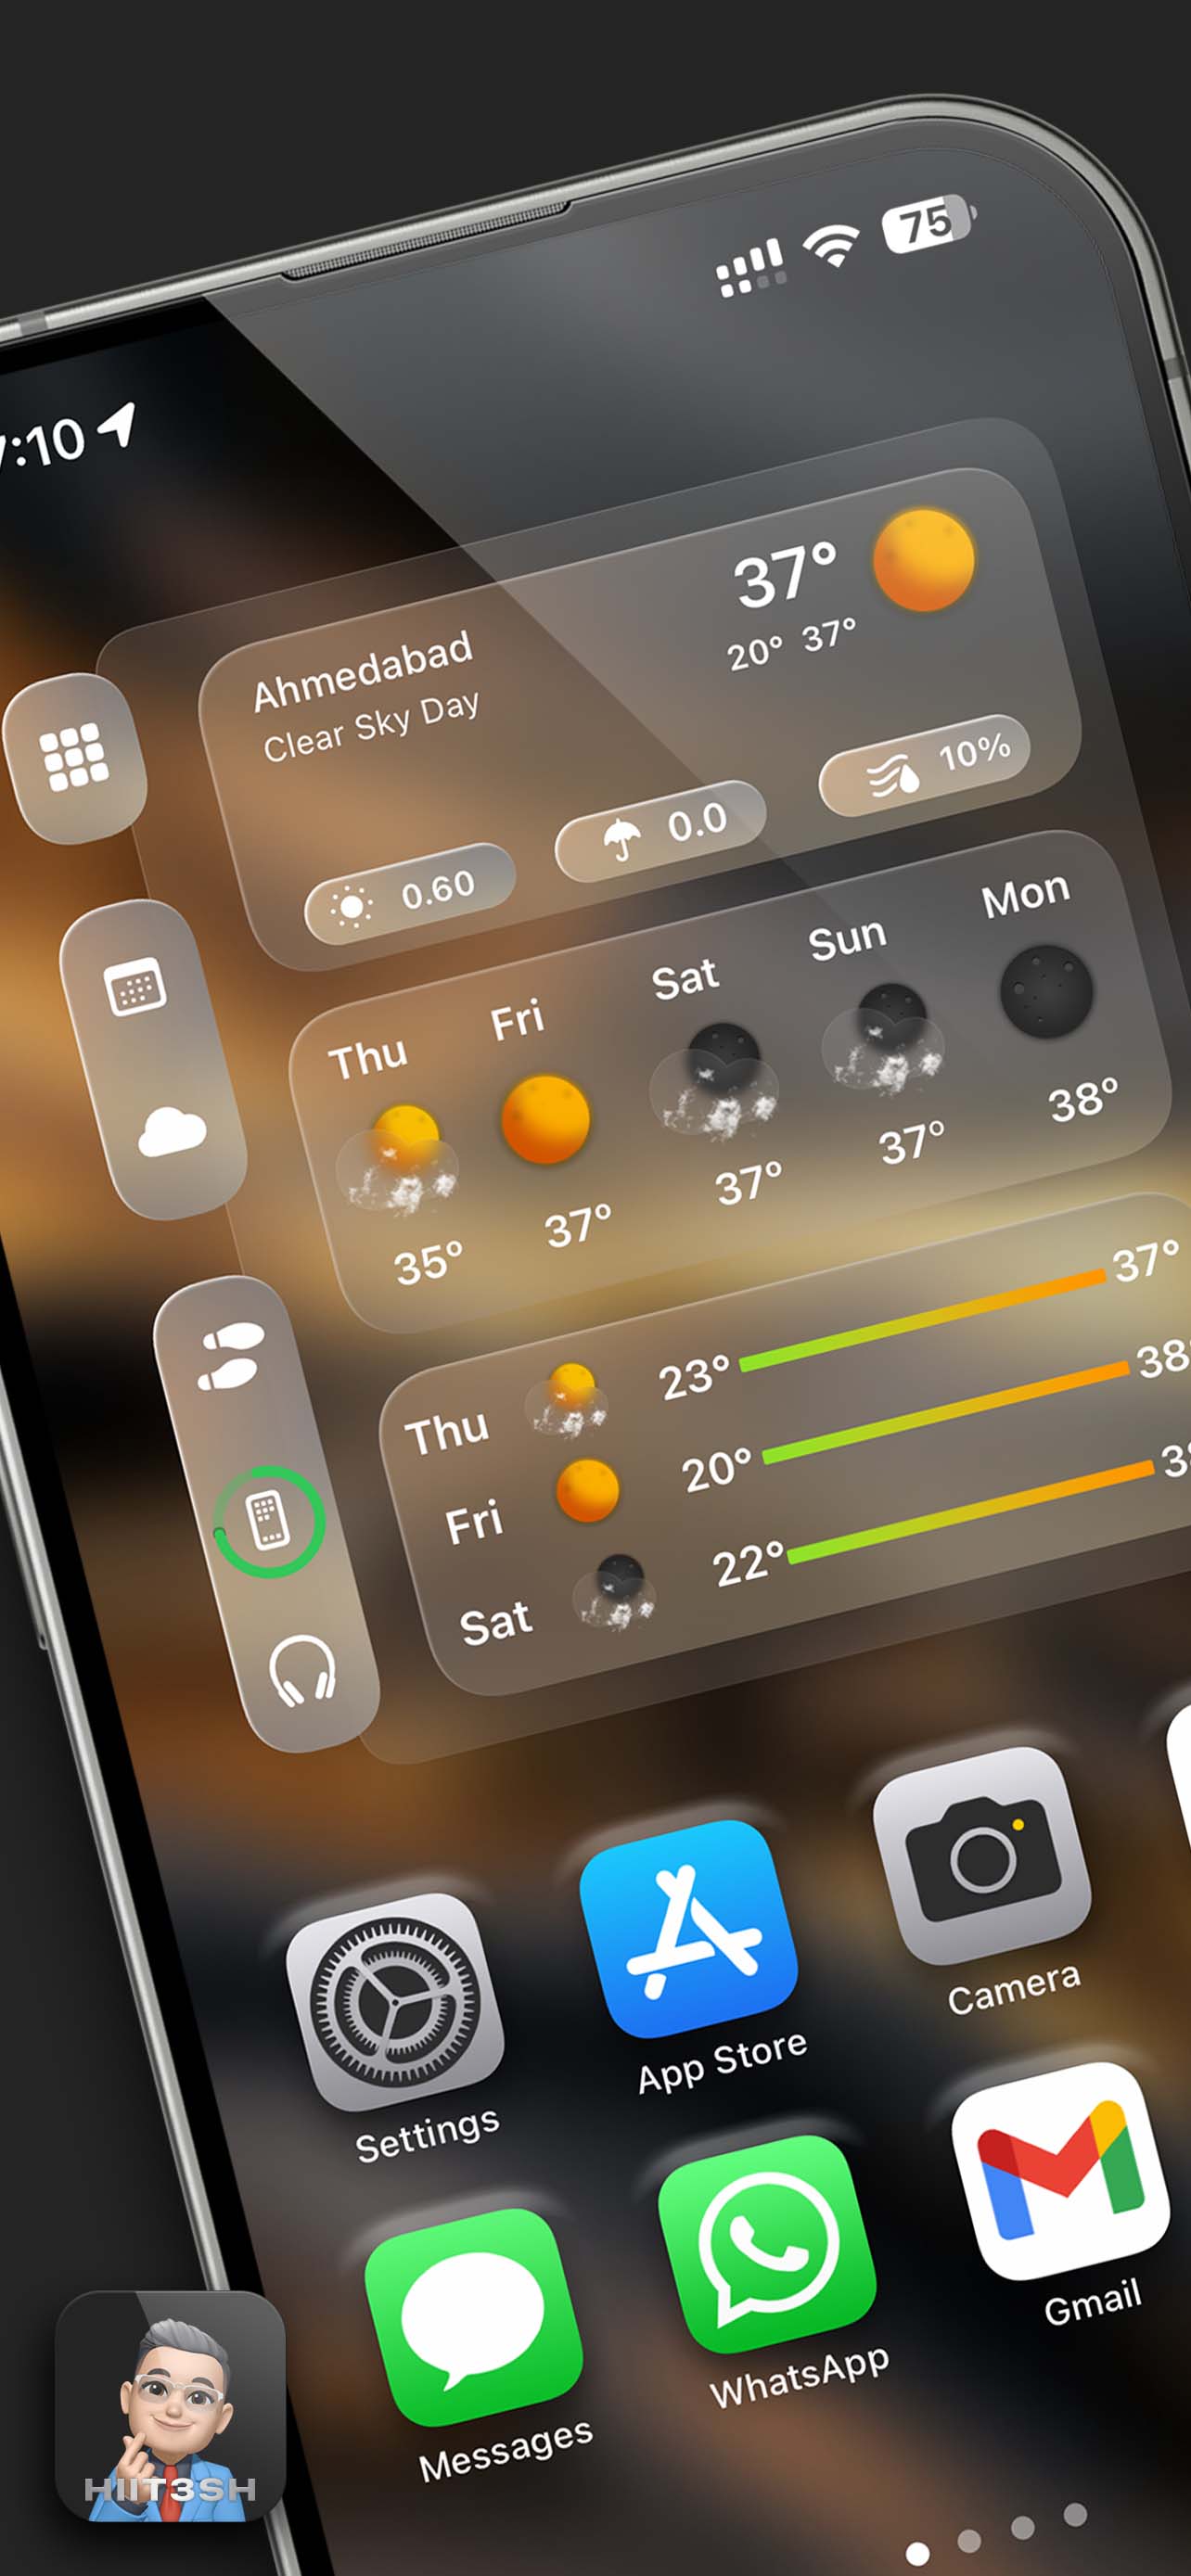 7:10
75
37°
20° 37°
Ahmedabad
Clear Sky Day
0.60
0.0
10%
Thu Fri Sat Sun Mon
35° 37° 37° 37° 38°
Thu 23° 37°
Fri 20° 38
Sat 22° 3
Settings
App Store
Camera
Messages
WhatsApp
Gmail
HIIT3SH